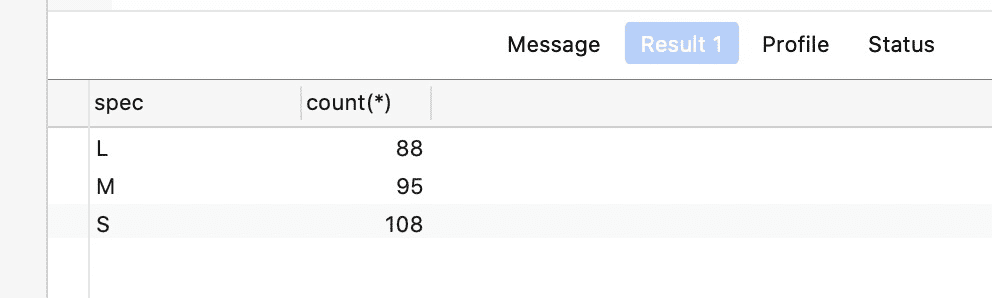 Message Result 1 Profile Status
spec count(*)
L 88
M 95
S 108